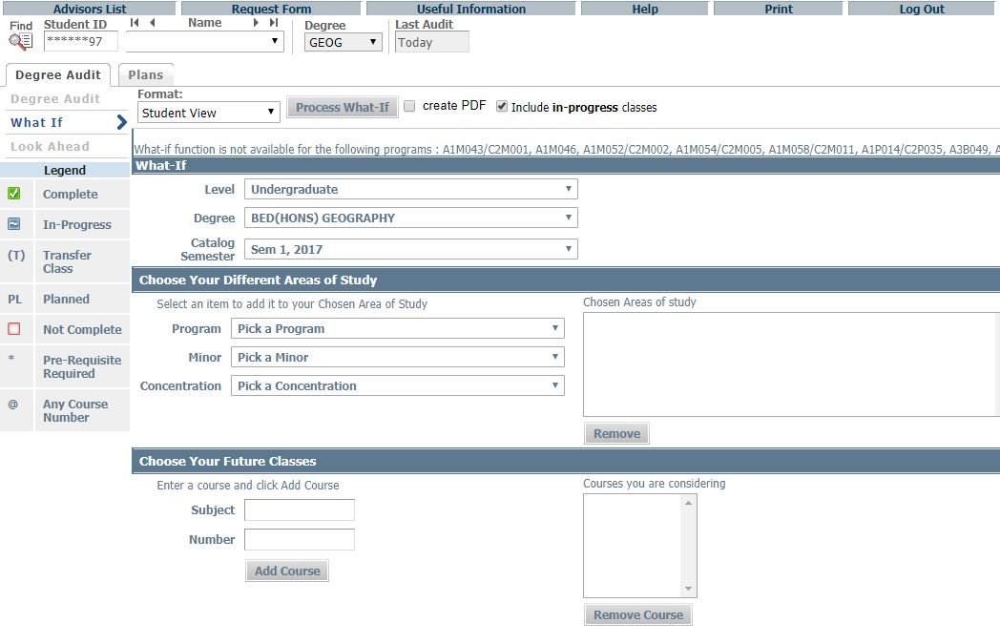 Advisors List Request Form Useful Information Help Print Log Out
Find Student ID Name Degree Last Audit
******97 GEOG Today
Degree Audit Plans
Degree Audit
What If
Look Ahead
Format:
Student View Process What-If create PDF Include in-progress classes
What-if function is not available for the following programs : A1M043/C2M001, A1M046, A1M052/C2M002, A1M054/C2M005, A1M058/C2M011, A1P014/C2P035, A3B049, A
Legend
Complete
In-Progress
(T) Transfer
Class
PL Planned
Not Complete
* Pre-Requisite
Required
@ Any Course
Number
What-If
Level Undergraduate
Degree BED(HONS) GEOGRAPHY
Catalog
Semester Sem 1, 2017
Choose Your Different Areas of Study
Select an item to add it to your Chosen Area of Study
Program Pick a Program
Minor Pick a Minor
Concentration Pick a Concentration
Chosen Areas of study
Remove
Choose Your Future Classes
Enter a course and click Add Course
Subject
Number
Add Course
Courses you are considering
Remove Course